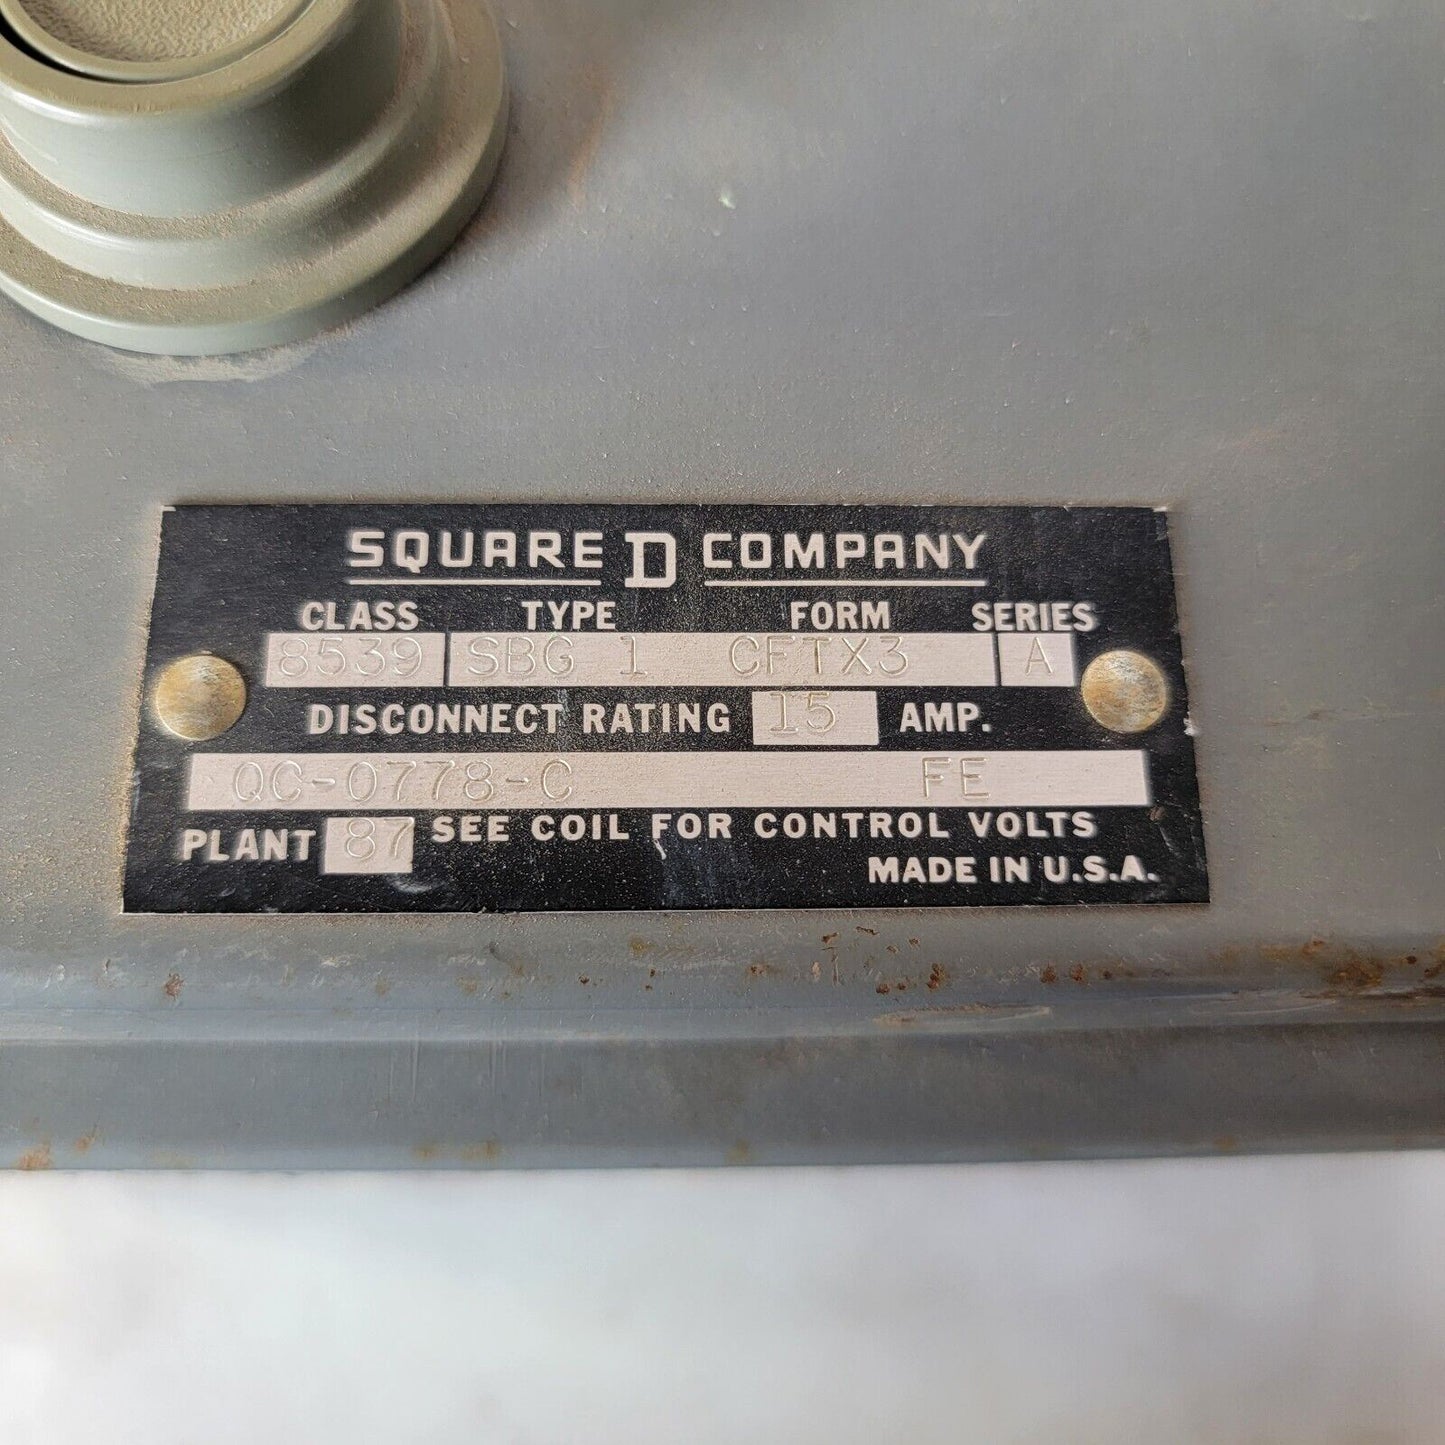 SQUARE D COMPANY
CLASS TYPE FORM SERIES
8539 SBG 1 CFTX3 A
DISCONNECT RATING 15 AMP.
QC-0778-C FE
PLANT 87 SEE COIL FOR CONTROL VOLTS
MADE IN U.S.A.